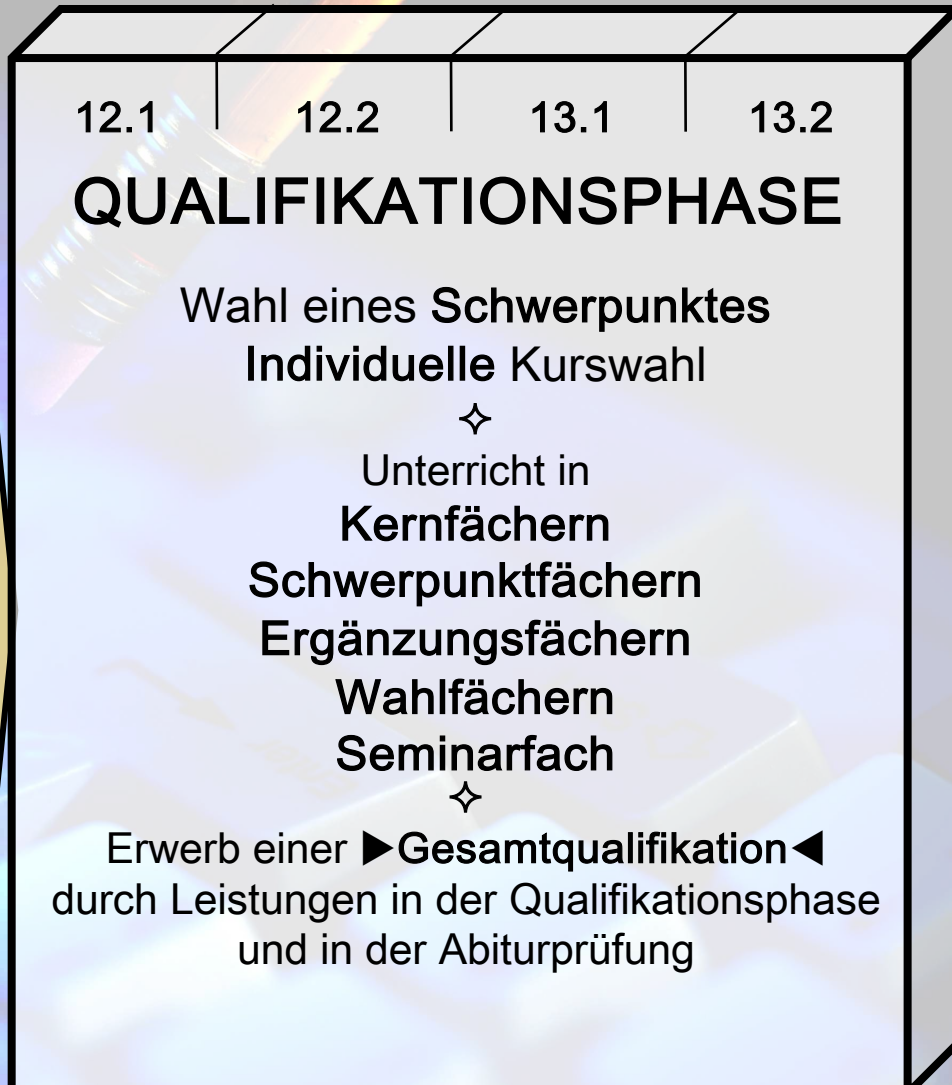 12.1 12.2 13.1 13.2
QUALIFIKATIONSPHASE
Wahl eines Schwerpunktes
Individuelle Kurswahl
✧
Unterricht in
Kernfächern
Schwerpunktfächern
Ergänzungsfächern
Wahlfächern
Seminarfach
✧
Erwerb einer ►Gesamtqualifikation◄
durch Leistungen in der Qualifikationsphase
und in der Abiturprüfung